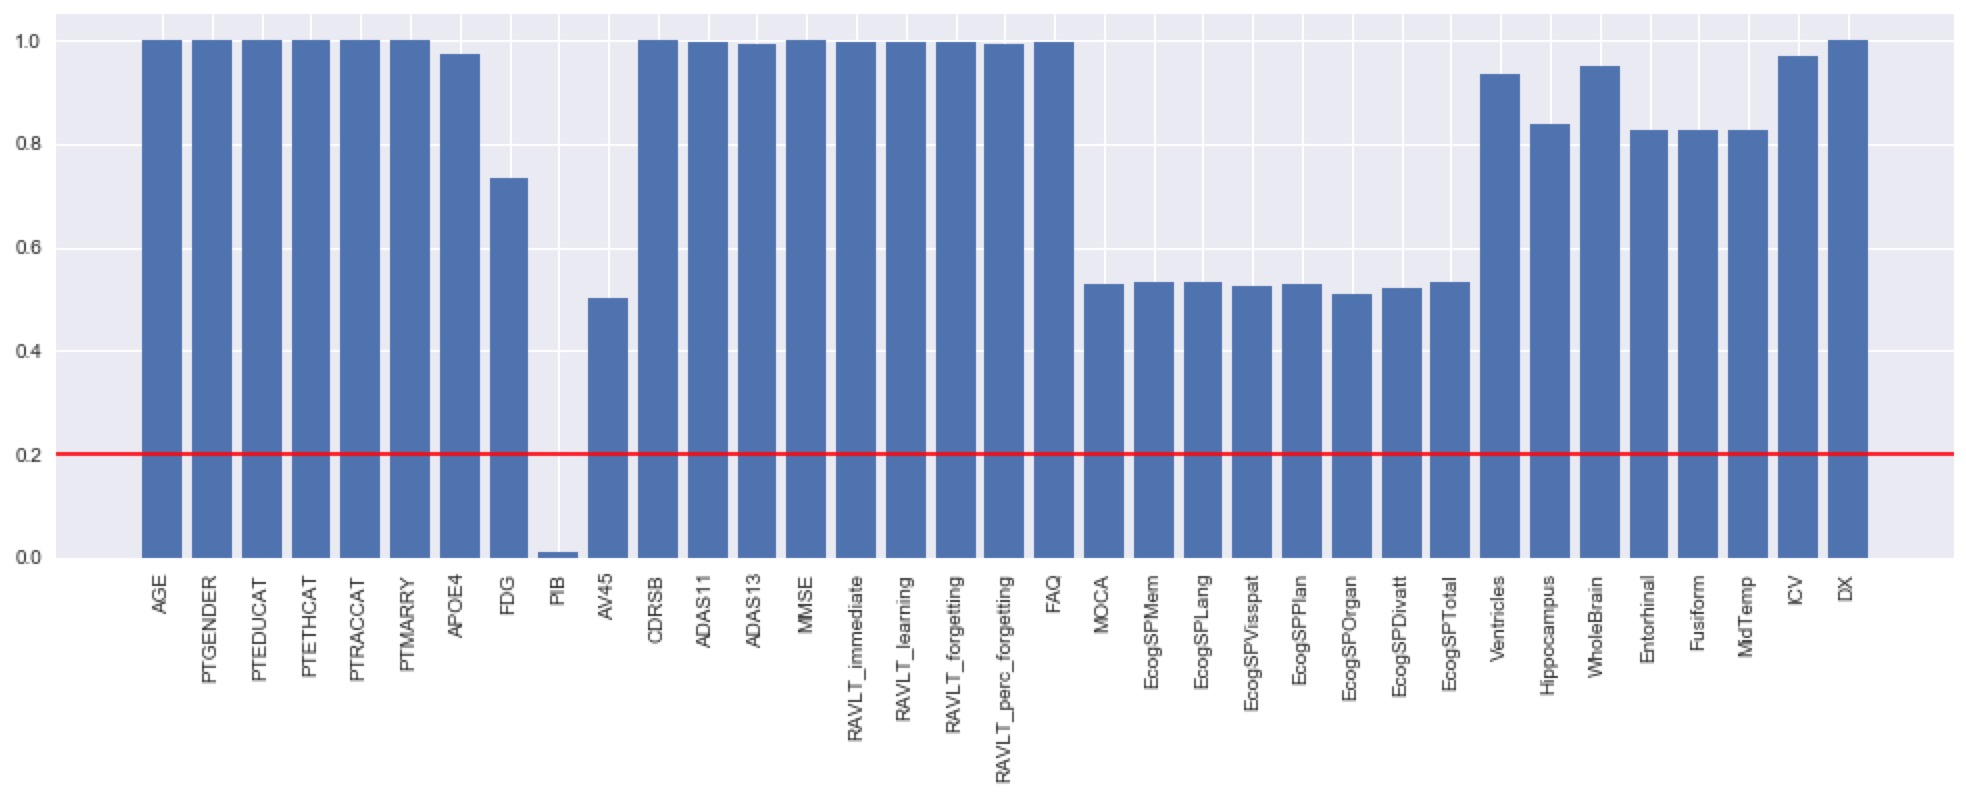 1.0
0.8
0.6
0.4
0.2
0.0
AGE
PTGENDER
PTEDUCAT
PTETHCAT
PTRACCAT
PTMARRY
APOE4
FDG
PIB
AV45
CDRSB
ADAS11
ADAS13
MMSE
RAVLT_immediate
RAVLT_learning
RAVLT_forgetting
RAVLT_perc_forgetting
FAQ
MOCA
EcogSPMem
EcogSPLang
EcogSPVisspat
EcogSPPlan
EcogSPOrgan
EcogSPDivatt
EcogSPTotal
Ventricles
Hippocampus
WholeBrain
Entorhinal
Fusiform
MidTemp
ICV
DX